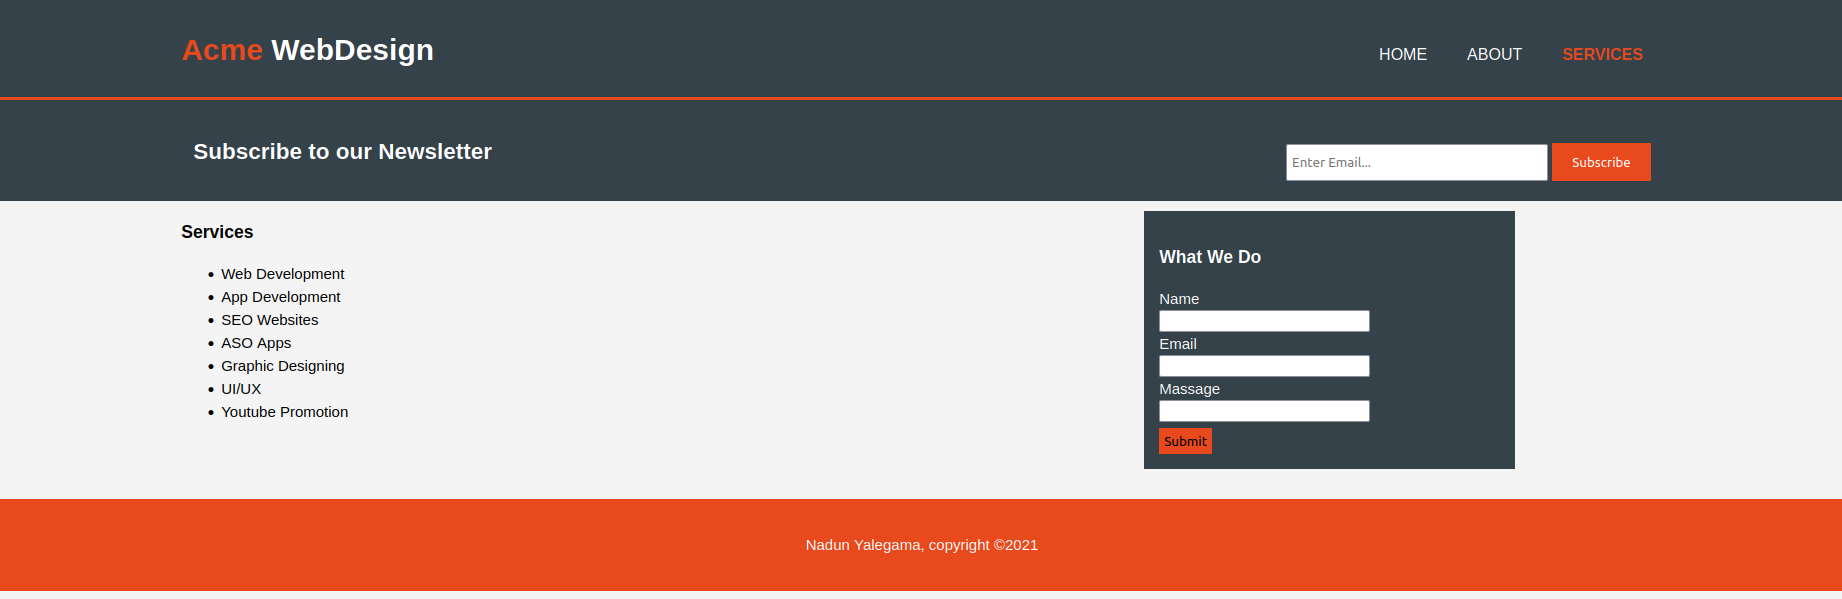 Acme WebDesign
HOME ABOUT SERVICES
Subscribe to our Newsletter
Enter Email... Subscribe
Services
Web Development
App Development
SEO Websites
ASO Apps
Graphic Designing
UI/UX
Youtube Promotion
What We Do
Name
Email
Massage
Submit
Nadun Yalegama, copyright ©2021